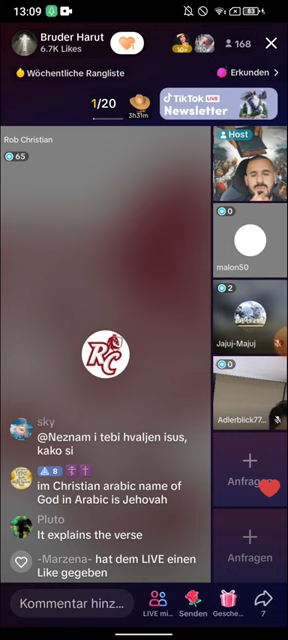 13:09
Bruder Harut
6.7K Likes
168
Wöchentliche Rangliste
Erkunden >
1/20
3h31m
TikTok LIVE
Newsletter
Rob Christian
65
Host
0
malon50
2
Jajuj-Majuj
0
Adlerblick77...
RC
sky
@Neznam i tebi hvaljen isus,
kako si
8
im Christian arabic name of
God in Arabic is Jehovah
Pluto
It explains the verse
-Marzena- hat dem LIVE einen
Like gegeben
Anfragen
Anfragen
Kommentar hinz...
LIVE mi...
Senden
Gesche...
7